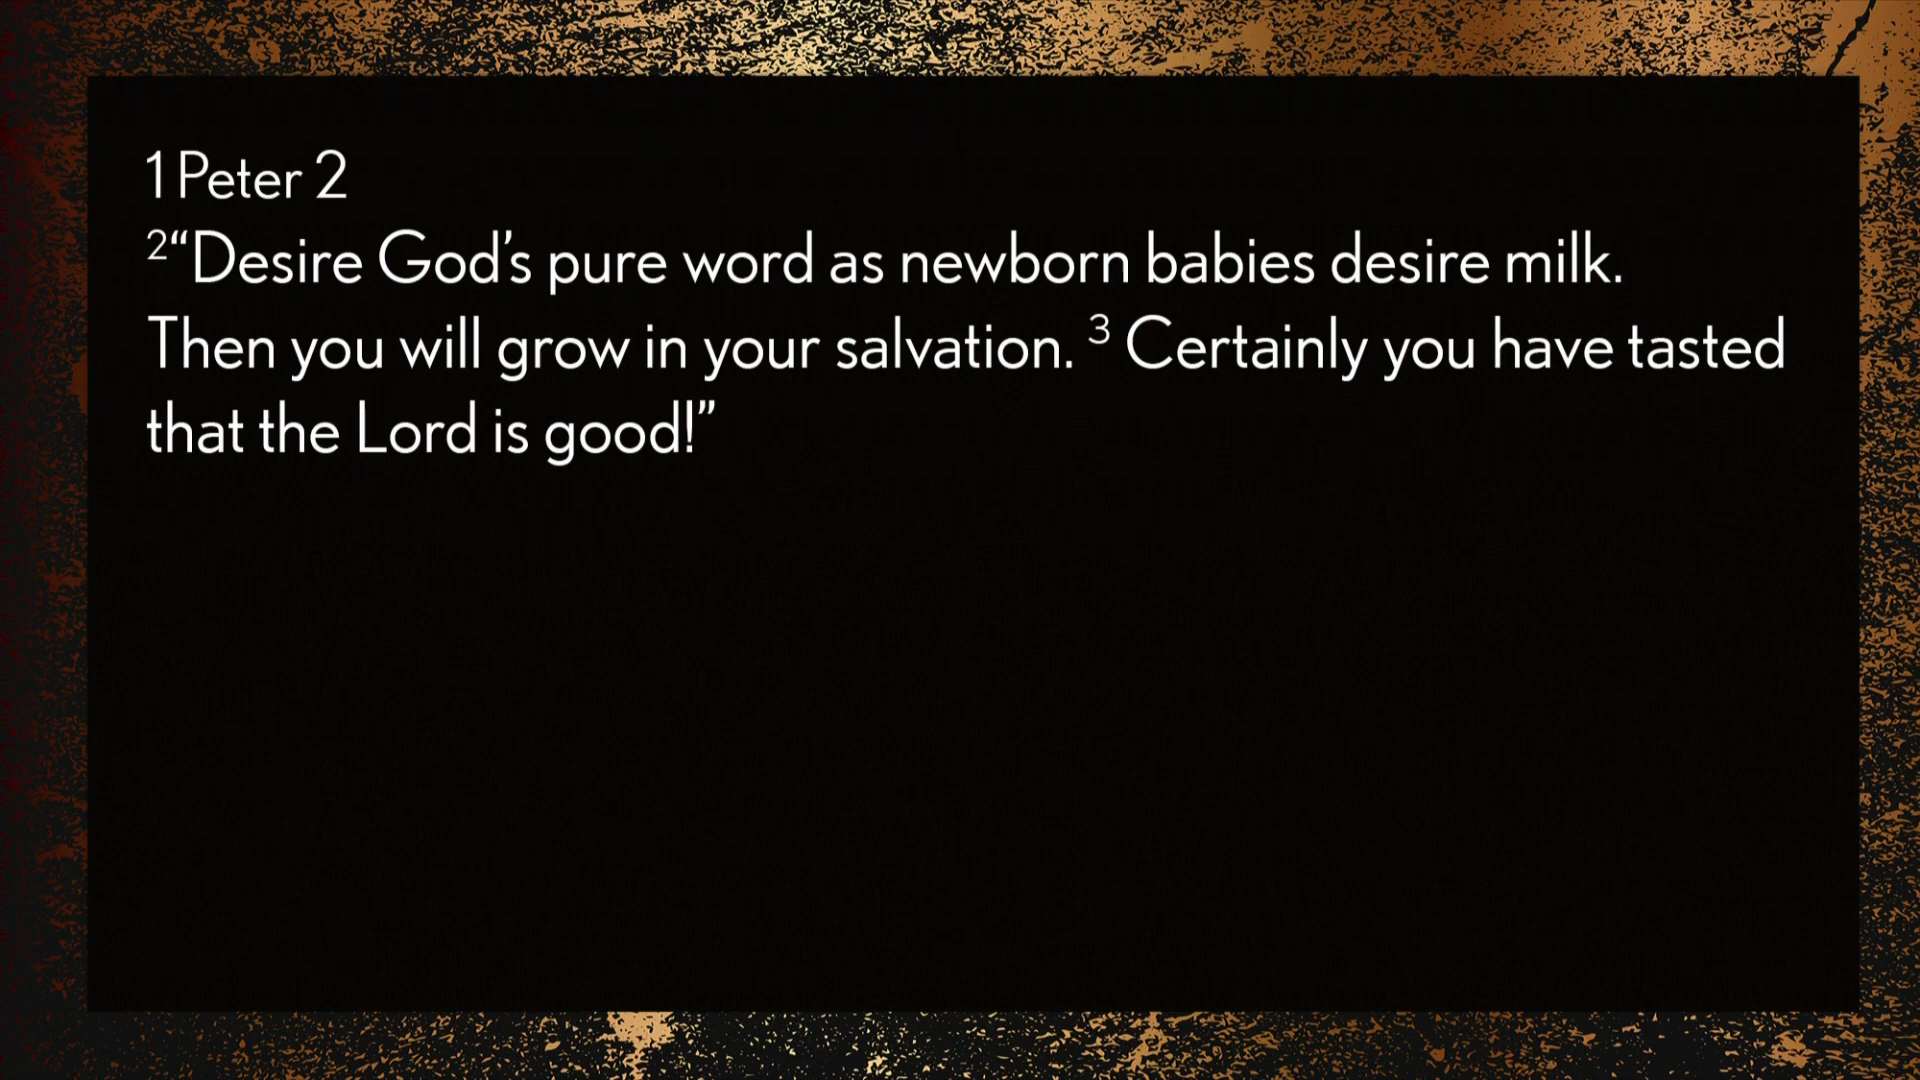 1 Peter 2
2“Desire God’s pure word as newborn babies desire milk.
Then you will grow in your salvation. 3 Certainly you have tasted
that the Lord is good!”